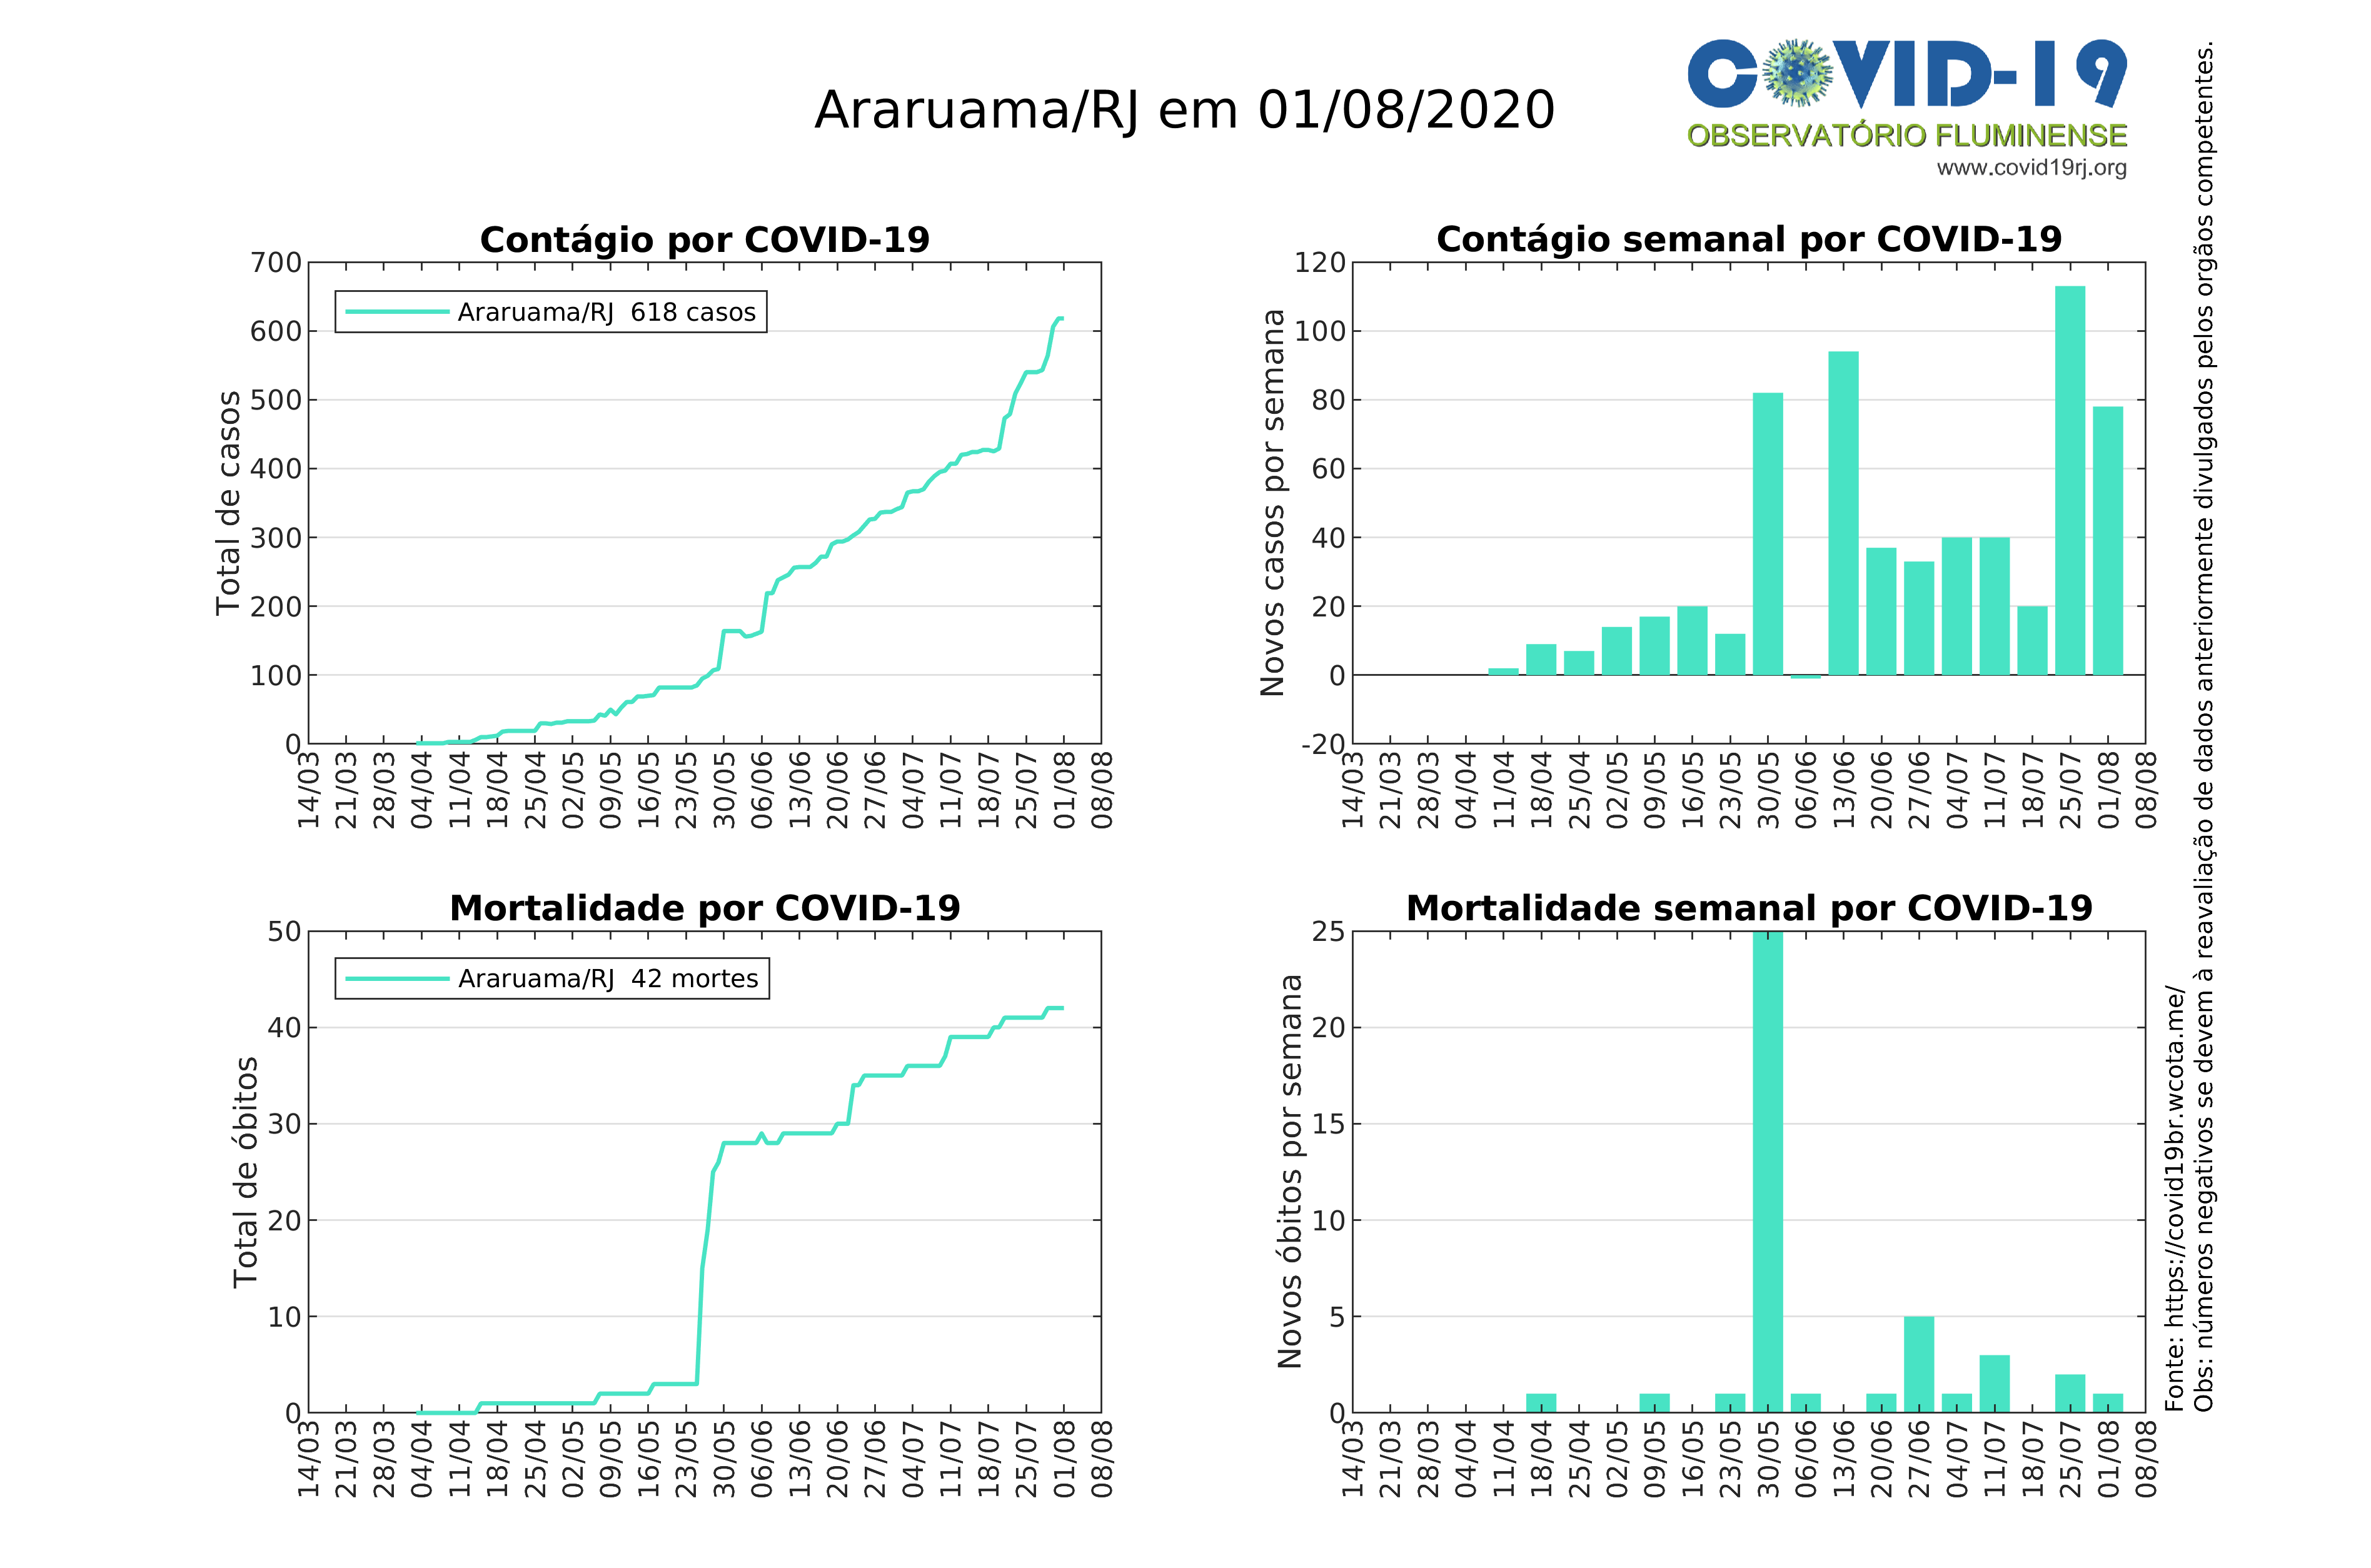 Araruama/RJ em 01/08/2020
COVID-19
OBSERVATÓRIO FLUMINENSE
www.covid19rj.org
Contágio por COVID-19
Total de casos
700
600
500
400
300
200
100
0
Araruama/RJ 618 casos
14/03 21/03 28/03 04/04 11/04 18/04 25/04 02/05 09/05 16/05 23/05 30/05 06/06 13/06 20/06 27/06 04/07 11/07 18/07 25/07 01/08 08/08
Contágio semanal por COVID-19
Novos casos por semana
120
100
80
60
40
20
0
-20
14/03 21/03 28/03 04/04 11/04 18/04 25/04 02/05 09/05 16/05 23/05 30/05 06/06 13/06 20/06 27/06 04/07 11/07 18/07 25/07 01/08 08/08
Mortalidade por COVID-19
Total de óbitos
50
40
30
20
10
0
Araruama/RJ 42 mortes
14/03 21/03 28/03 04/04 11/04 18/04 25/04 02/05 09/05 16/05 23/05 30/05 06/06 13/06 20/06 27/06 04/07 11/07 18/07 25/07 01/08 08/08
Mortalidade semanal por COVID-19
Novos óbitos por semana
25
20
15
10
5
0
14/03 21/03 28/03 04/04 11/04 18/04 25/04 02/05 09/05 16/05 23/05 30/05 06/06 13/06 20/06 27/06 04/07 11/07 18/07 25/07 01/08 08/08
Fonte: https://covid19br.wcota.me/
Obs: números negativos se devem à reavaliação de dados anteriormente divulgados pelos orgãos competentes.